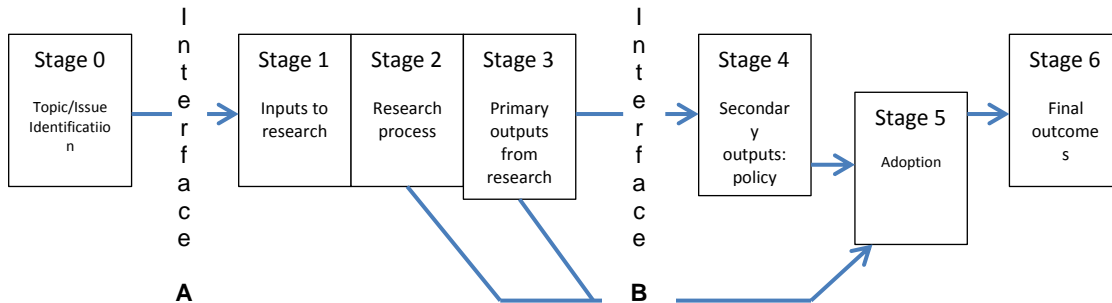 Stage 0
Topic/Issue
Identificatiio
n
I
n
t
e
r
f
a
c
e
A
Stage 1
Inputs to
research
Stage 2
Research
process
Stage 3
Primary
outputs
from
research
I
n
t
e
r
f
a
c
e
B
Stage 4
Secondar
y
outputs:
policy
Stage 5
Adoption
Stage 6
Final
outcome
s